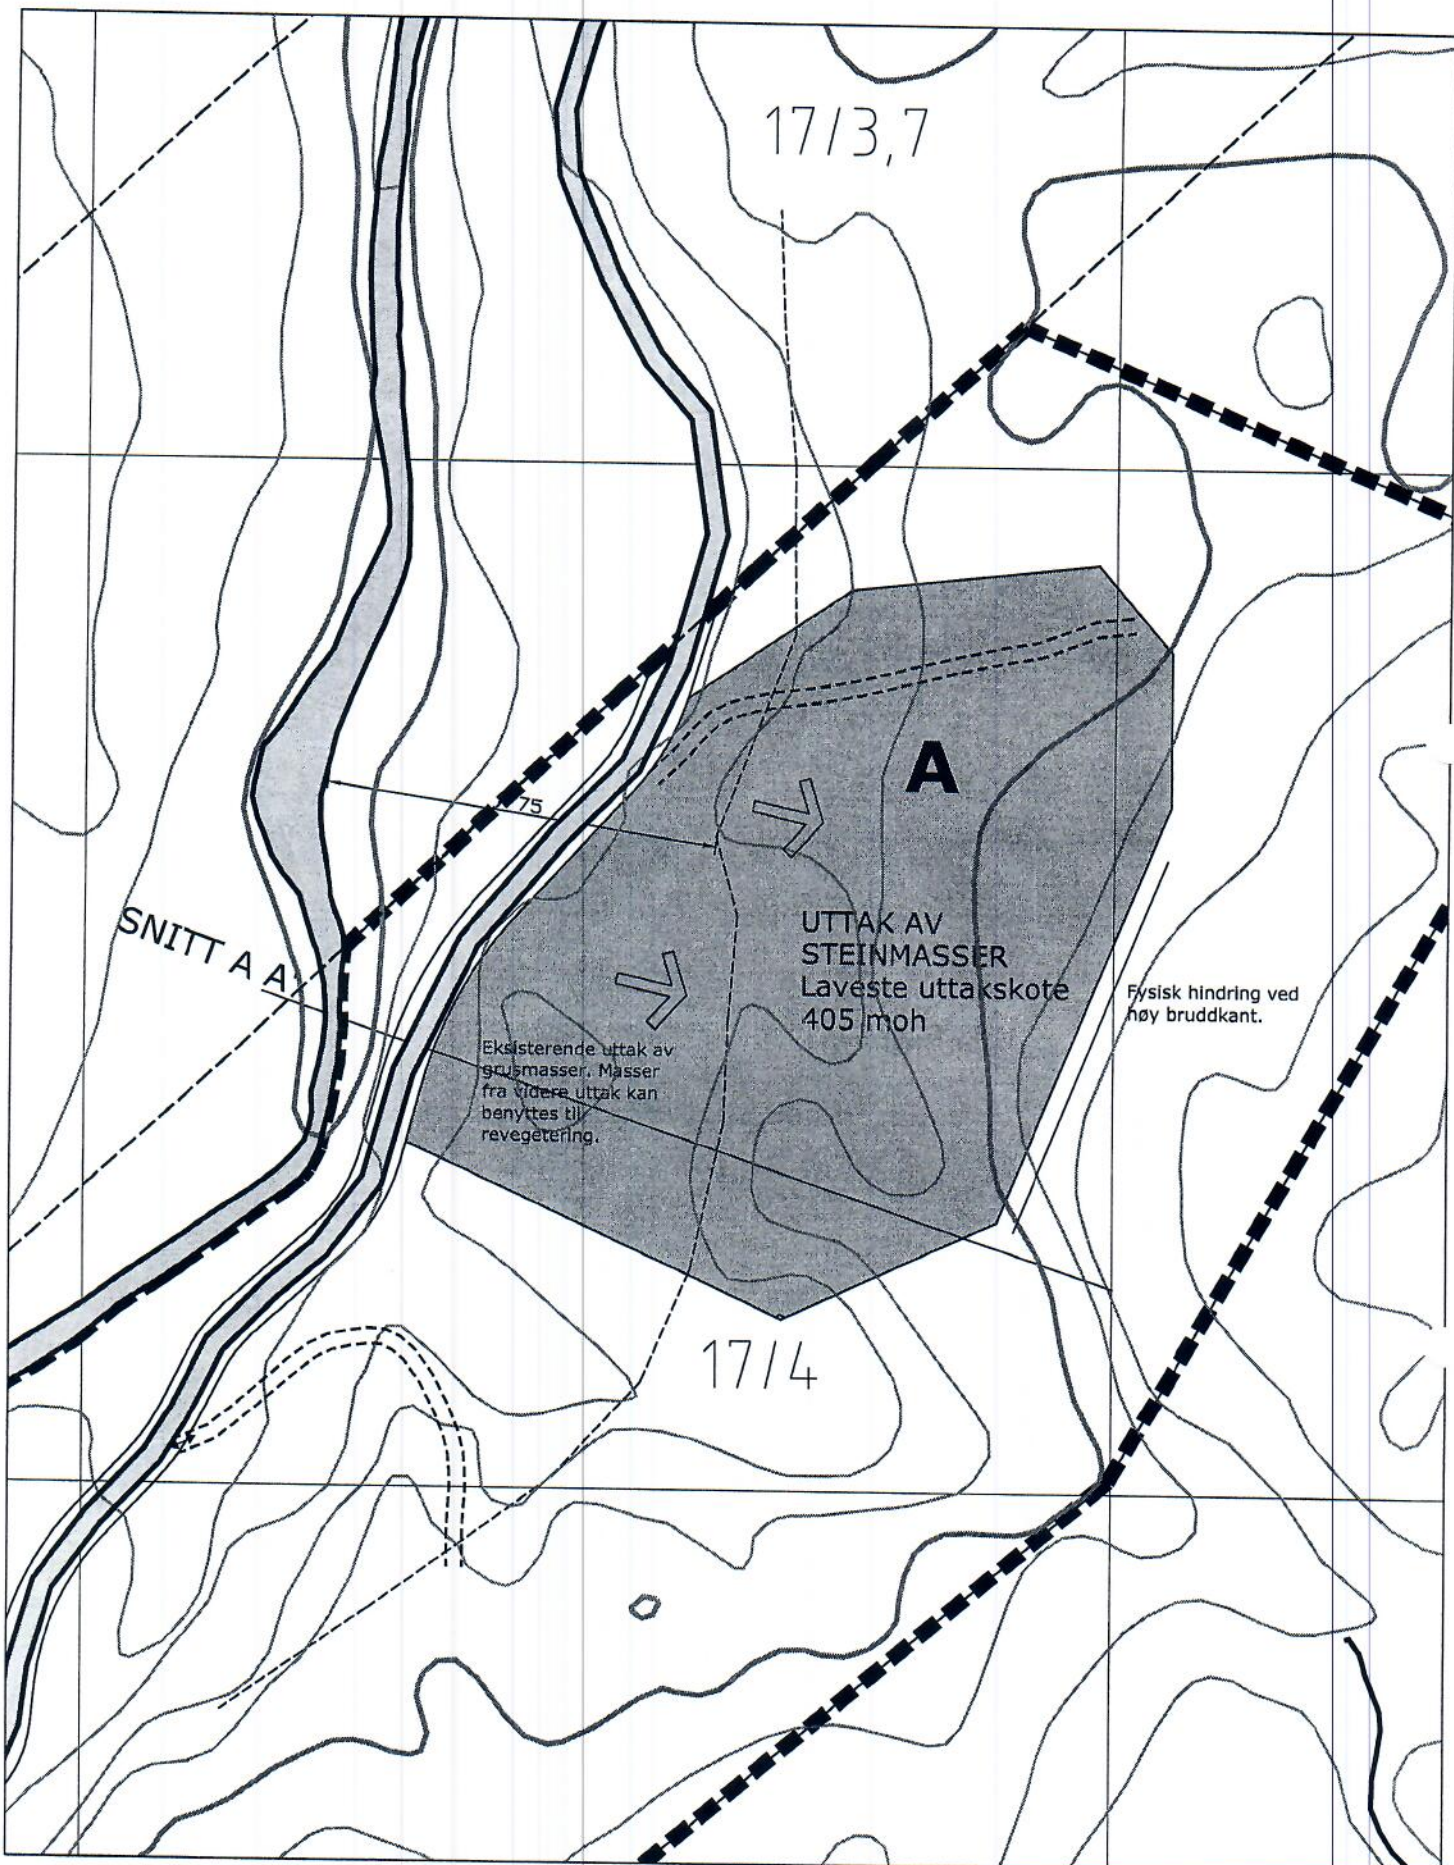 17/3,7
A
75
SNITT A A
UTTAK AV
STEINMASSER
Laveste uttakskote
405 moh
Fysisk hindring ved
høy bruddkant.
Eksisterende uttak av
grusmasser. Masser
fra videre uttak kan
benyttes til
revegetering.
17/4